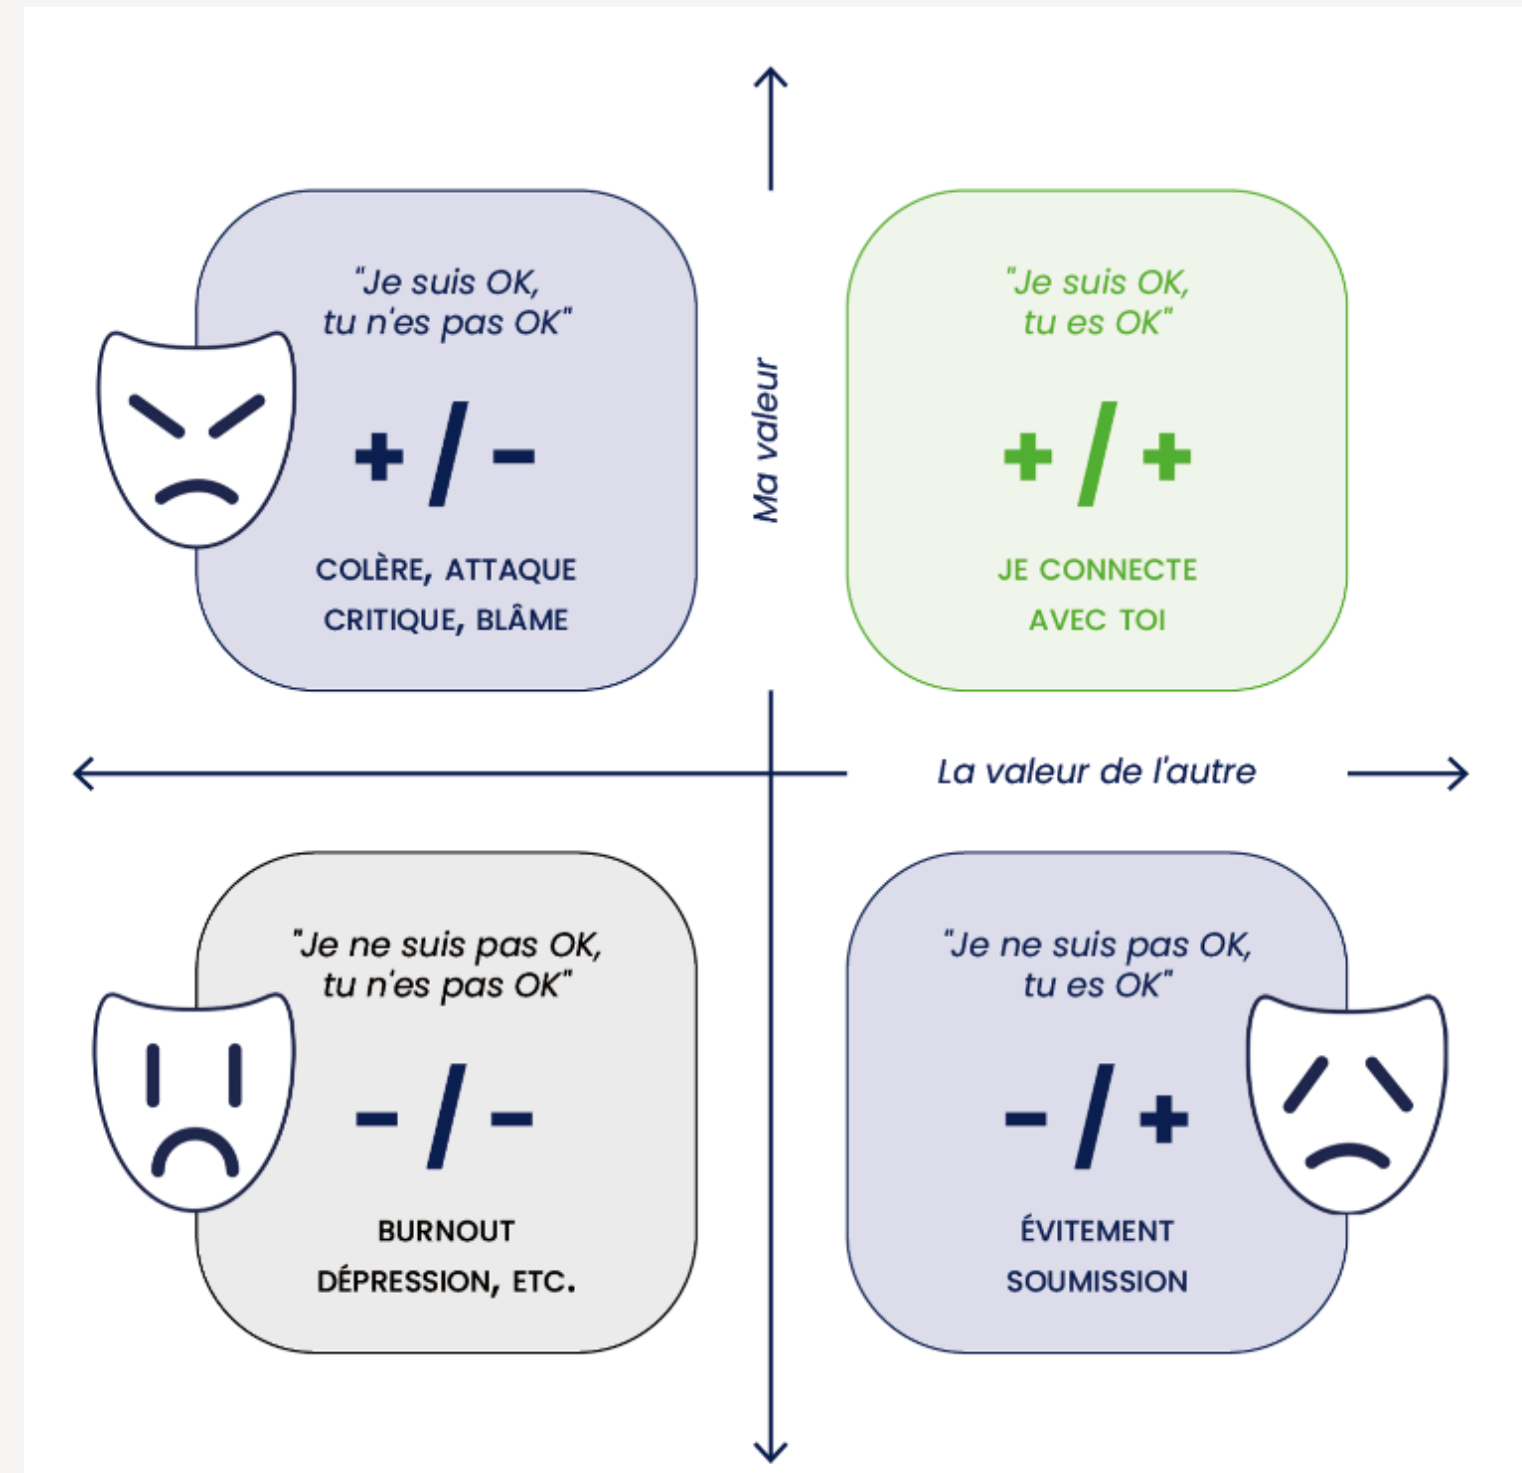 "Je suis OK,
tu n'es pas OK"
+ / -
COLÈRE, ATTAQUE
CRITIQUE, BLÂME
Ma valeur
"Je suis OK,
tu es OK"
+ / +
JE CONNECTE
AVEC TOI
La valeur de l'autre
"Je ne suis pas OK,
tu n'es pas OK"
- / -
BURNOUT
DÉPRESSION, ETC.
"Je ne suis pas OK,
tu es OK"
- / +
ÉVITEMENT
SOUMISSION